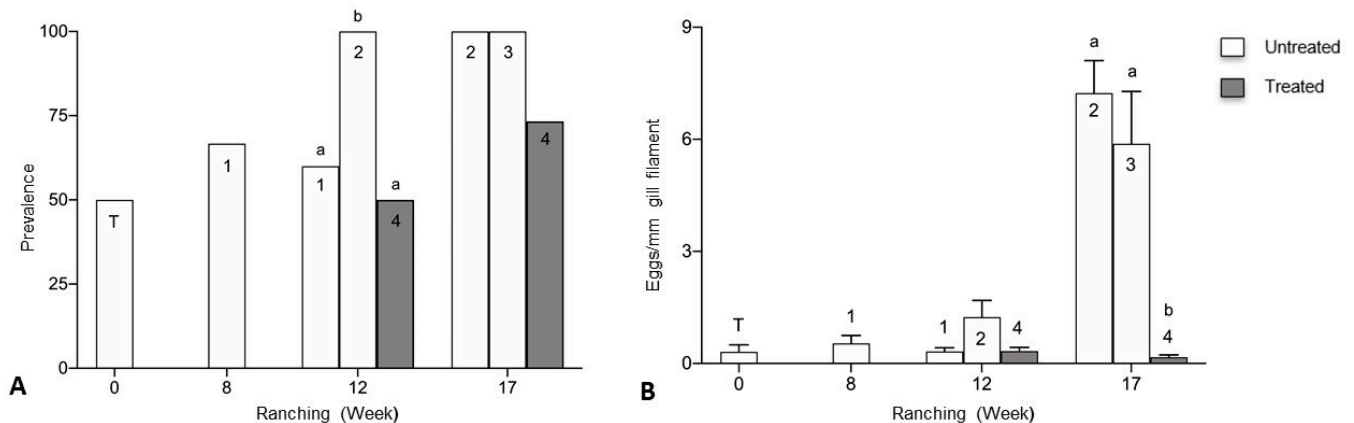 100
75
50
25
0
Prevalence
T
1
a
1
b
2
a
4
2
3
4
0
8
12
17
Ranching (Week)
A
9
6
3
0
Eggs/mm gill filament
T
1
1
2
4
a
2
a
3
b
4
0
8
12
17
Ranching (Week)
B
Untreated
Treated